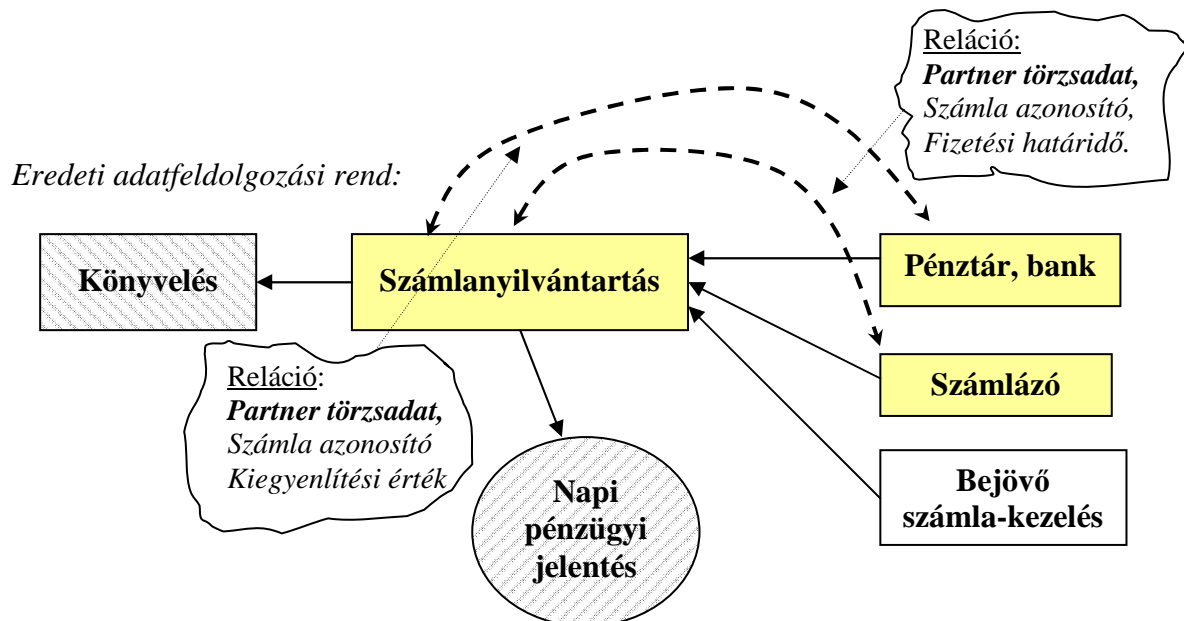 Reláció:
Partner törzsadat,
Számla azonosító,
Fizetési határidő.
Eredeti adatfeldolgozási rend:
Könyvelés
Számlanyilvántartás
Pénztár, bank
Számlázó
Reláció:
Partner törzsadat,
Számla azonosító
Kiegyenlítési érték
Bejövő
számla-kezelés
Napi
pénzügyi
jelentés